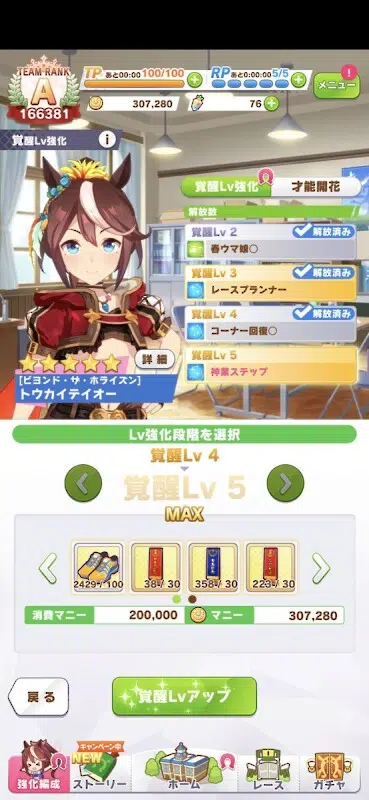 TEAM RANK
A
166381
TP あと00:00 100/100
RP あと0:00:00 5/5
メニュー
307,280
76
覚醒Lv強化
i
覚醒Lv強化
才能開花
解放数
覚醒Lv 2 解放済み
春ウマ娘○
覚醒Lv 3 解放済み
レースプランナー
覚醒Lv 4 解放済み
コーナー回復○
覚醒Lv 5
神業ステップ
詳細
[ビヨンド・ザ・ホライズン]
トウカイテイオー
Lv強化段階を選択
覚醒Lv 4
覚醒Lv 5
MAX
2429/100
38/30
358/30
223/30
消費マニー 200,000
マニー 307,280
戻る
覚醒Lvアップ
キャンペーン中
NEW
強化編成
ストーリー
ホーム
レース
ガチャ